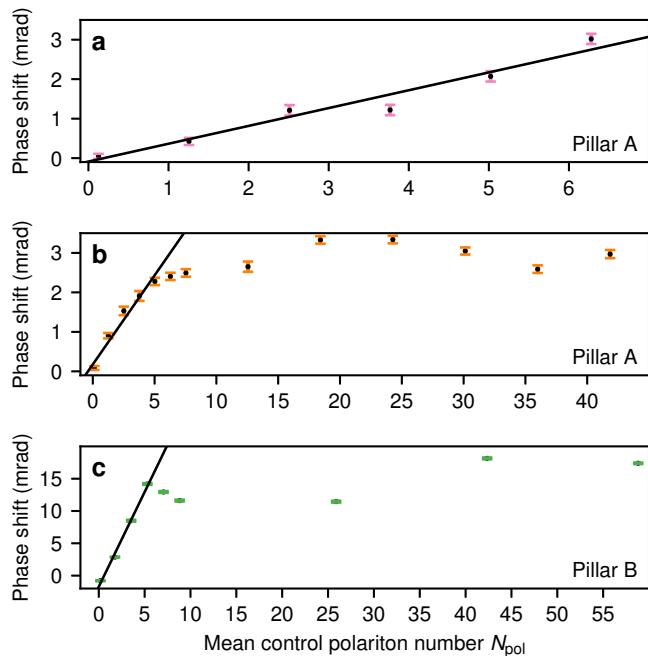 a
Phase shift (mrad)
3
2
1
0
Pillar A
0 1 2 3 4 5 6
b
Phase shift (mrad)
3
2
1
0
Pillar A
0 5 10 15 20 25 30 35 40
c
Phase shift (mrad)
15
10
5
0
Pillar B
0 5 10 15 20 25 30 35 40 45 50 55
Mean control polariton number Npol